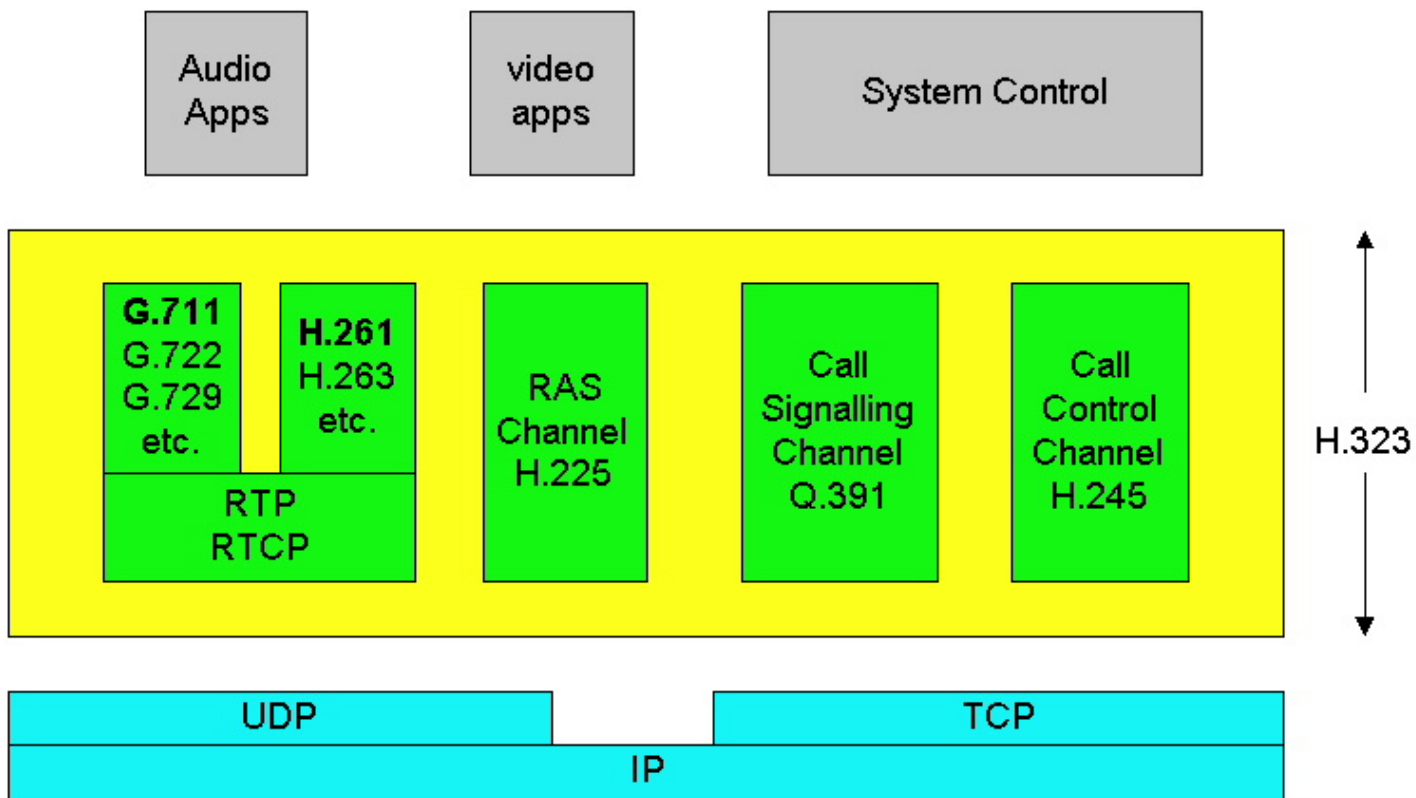 Audio
Apps
video
apps
System Control
G.711
G.722
G.729
etc.
H.261
H.263
etc.
RTP
RTCP
RAS
Channel
H.225
Call
Signalling
Channel
Q.391
Call
Control
Channel
H.245
H.323
UDP
TCP
IP